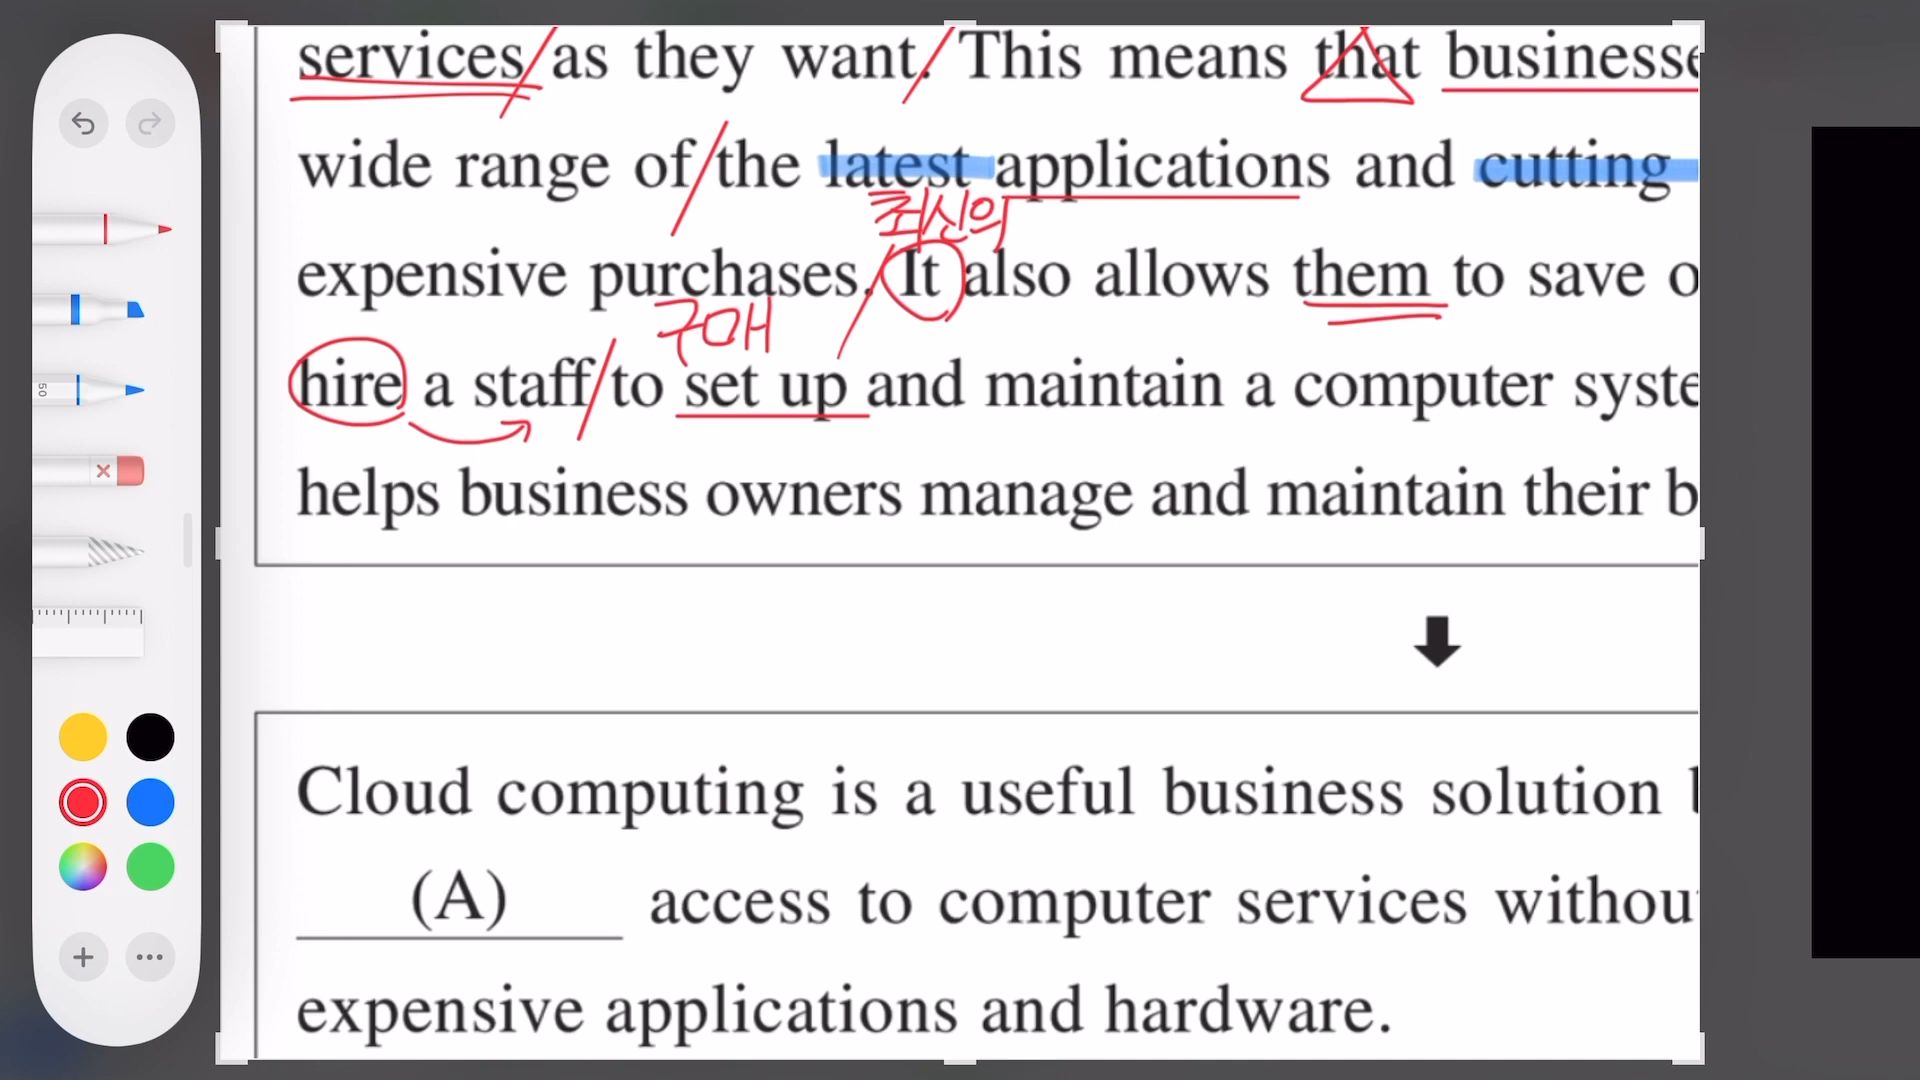 services as they want. This means that businesse
wide range of the latest applications and cutting
최신의
expensive purchases. It also allows them to save o
구매
hire a staff to set up and maintain a computer syste
helps business owners manage and maintain their b
Cloud computing is a useful business solution b
(A) access to computer services withou
expensive applications and hardware.
50